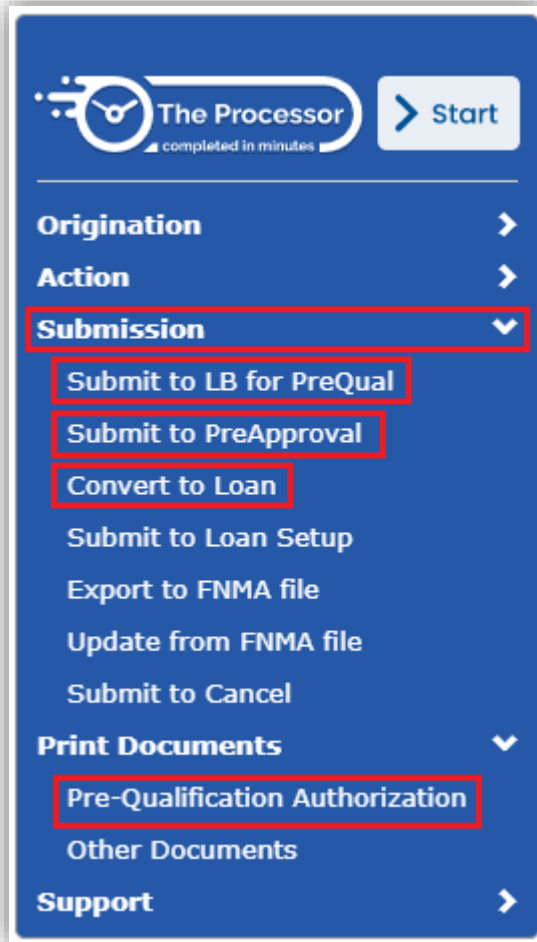 The Processor
completed in minutes
Start
Origination
Action
Submission
Submit to LB for PreQual
Submit to PreApproval
Convert to Loan
Submit to Loan Setup
Export to FNMA file
Update from FNMA file
Submit to Cancel
Print Documents
Pre-Qualification Authorization
Other Documents
Support